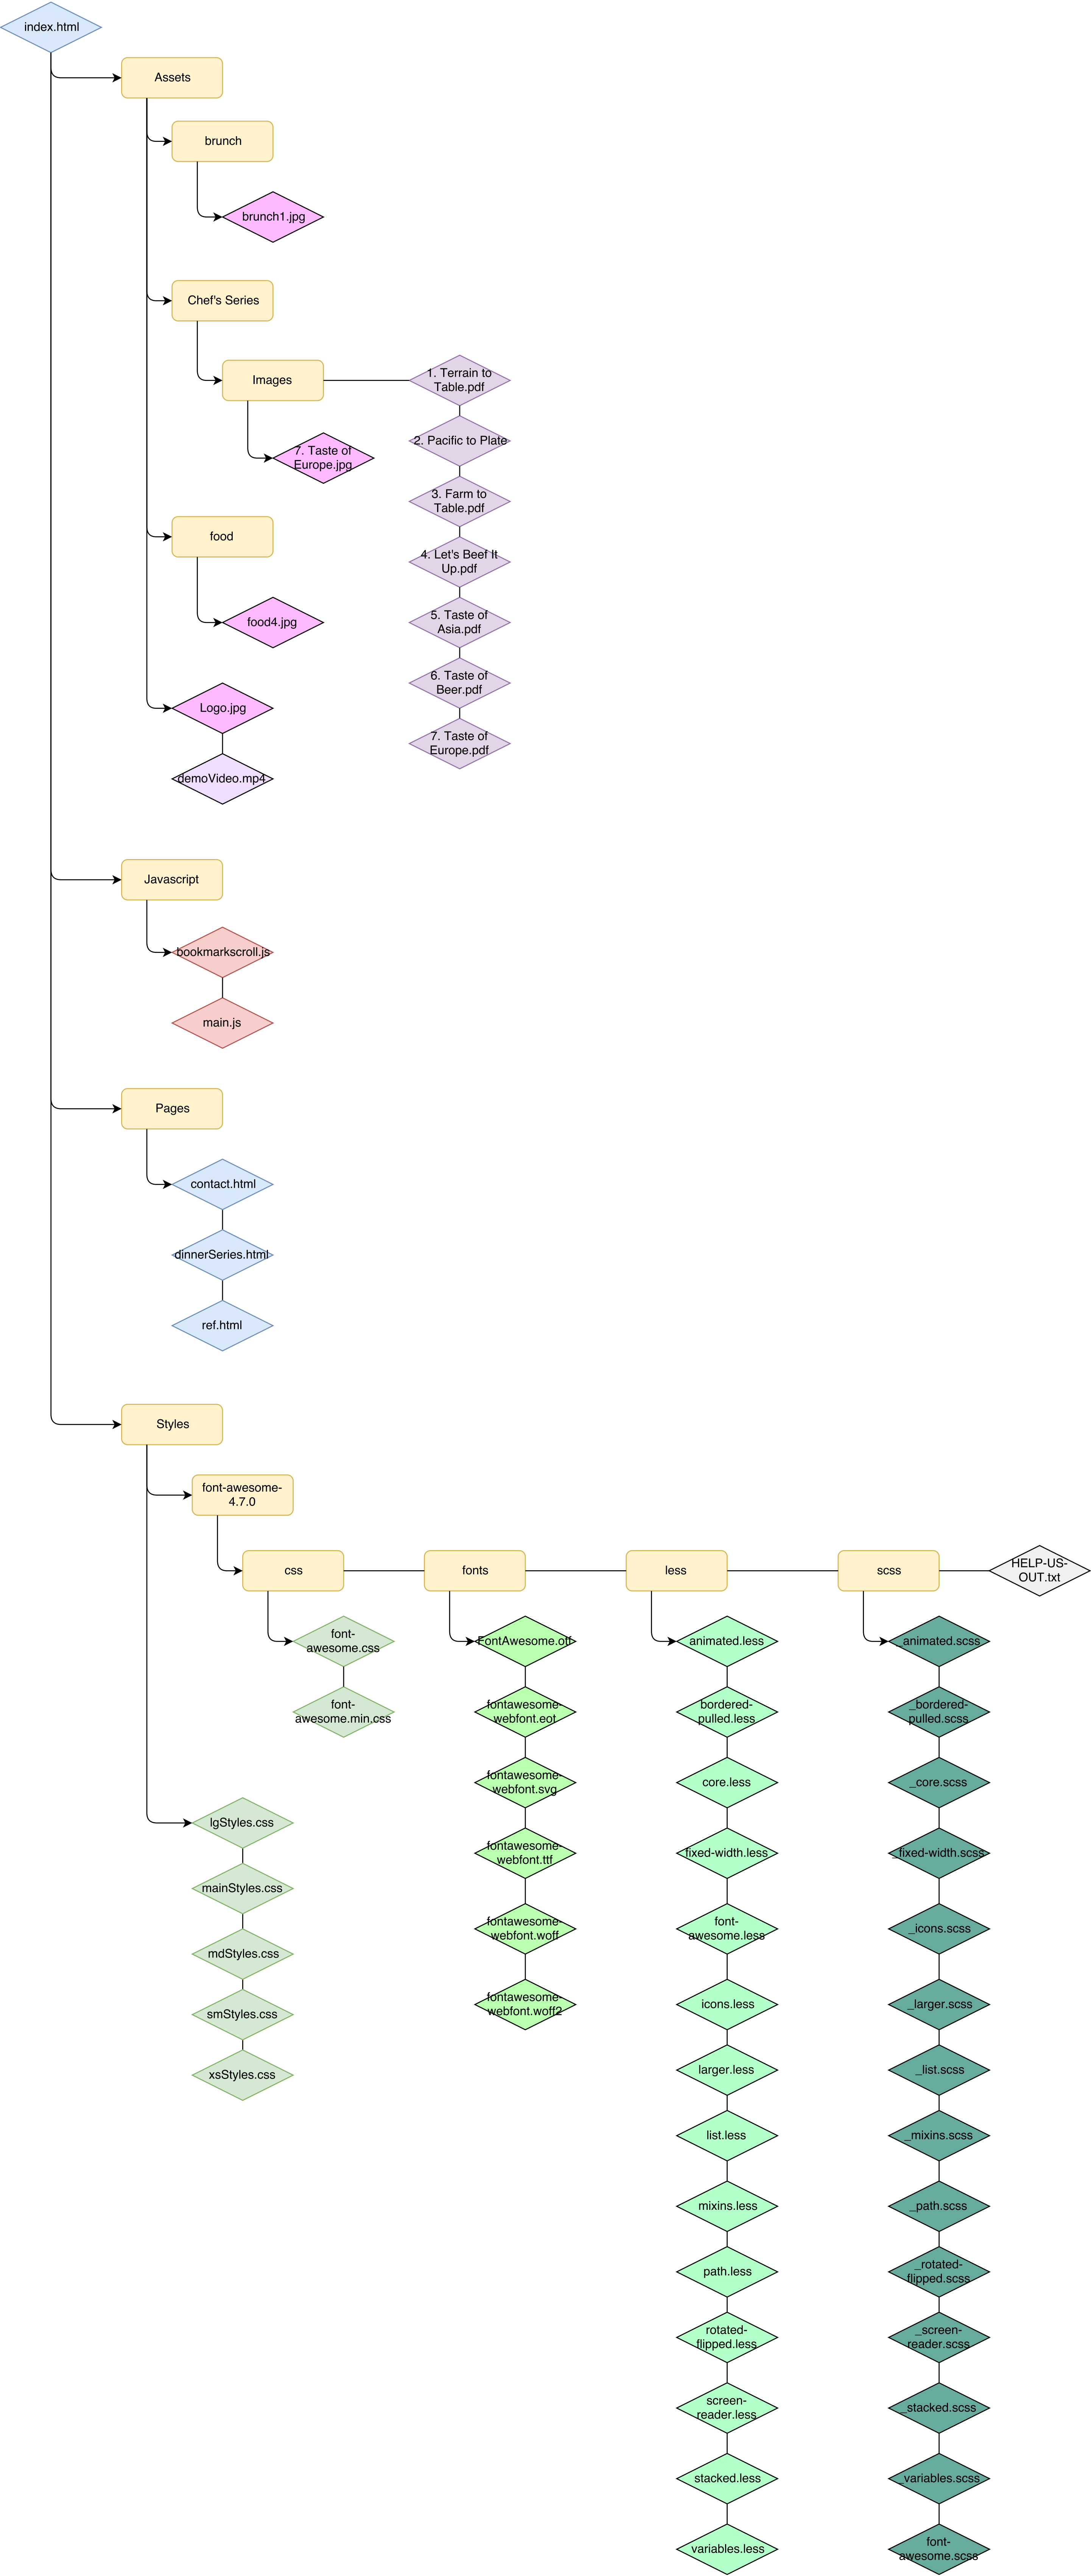 index.html
Assets
brunch
brunch1.jpg
Chef's Series
Images
7. Taste of
Europe.jpg
1. Terrain to
Table.pdf
2. Pacific to Plate
3. Farm to
Table.pdf
4. Let's Beef It
Up.pdf
5. Taste of
Asia.pdf
6. Taste of
Beer.pdf
7. Taste of
Europe.pdf
food
food4.jpg
Logo.jpg
demoVideo.mp4
Javascript
bookmarkscroll.js
main.js
Pages
contact.html
dinnerSeries.html
ref.html
Styles
font-awesome-
4.7.0
css
fonts
less
scss
HELP-US-
OUT.txt
font-
awesome.css
font-
awesome.min.css
FontAwesome.otf
fontawesome-
webfont.eot
fontawesome-
webfont.svg
fontawesome-
webfont.ttf
fontawesome-
webfont.woff
fontawesome-
webfont.woff2
animated.less
bordered-
pulled.less
core.less
fixed-width.less
font-
awesome.less
icons.less
larger.less
list.less
mixins.less
path.less
rotated-
flipped.less
screen-
reader.less
stacked.less
variables.less
_animated.scss
_bordered-
pulled.scss
_core.scss
_fixed-width.scss
_icons.scss
_larger.scss
_list.scss
_mixins.scss
_path.scss
_rotated-
flipped.scss
_screen-
reader.scss
_stacked.scss
_variables.scss
font-
awesome.scss
lgStyles.css
mainStyles.css
mdStyles.css
smStyles.css
xsStyles.css